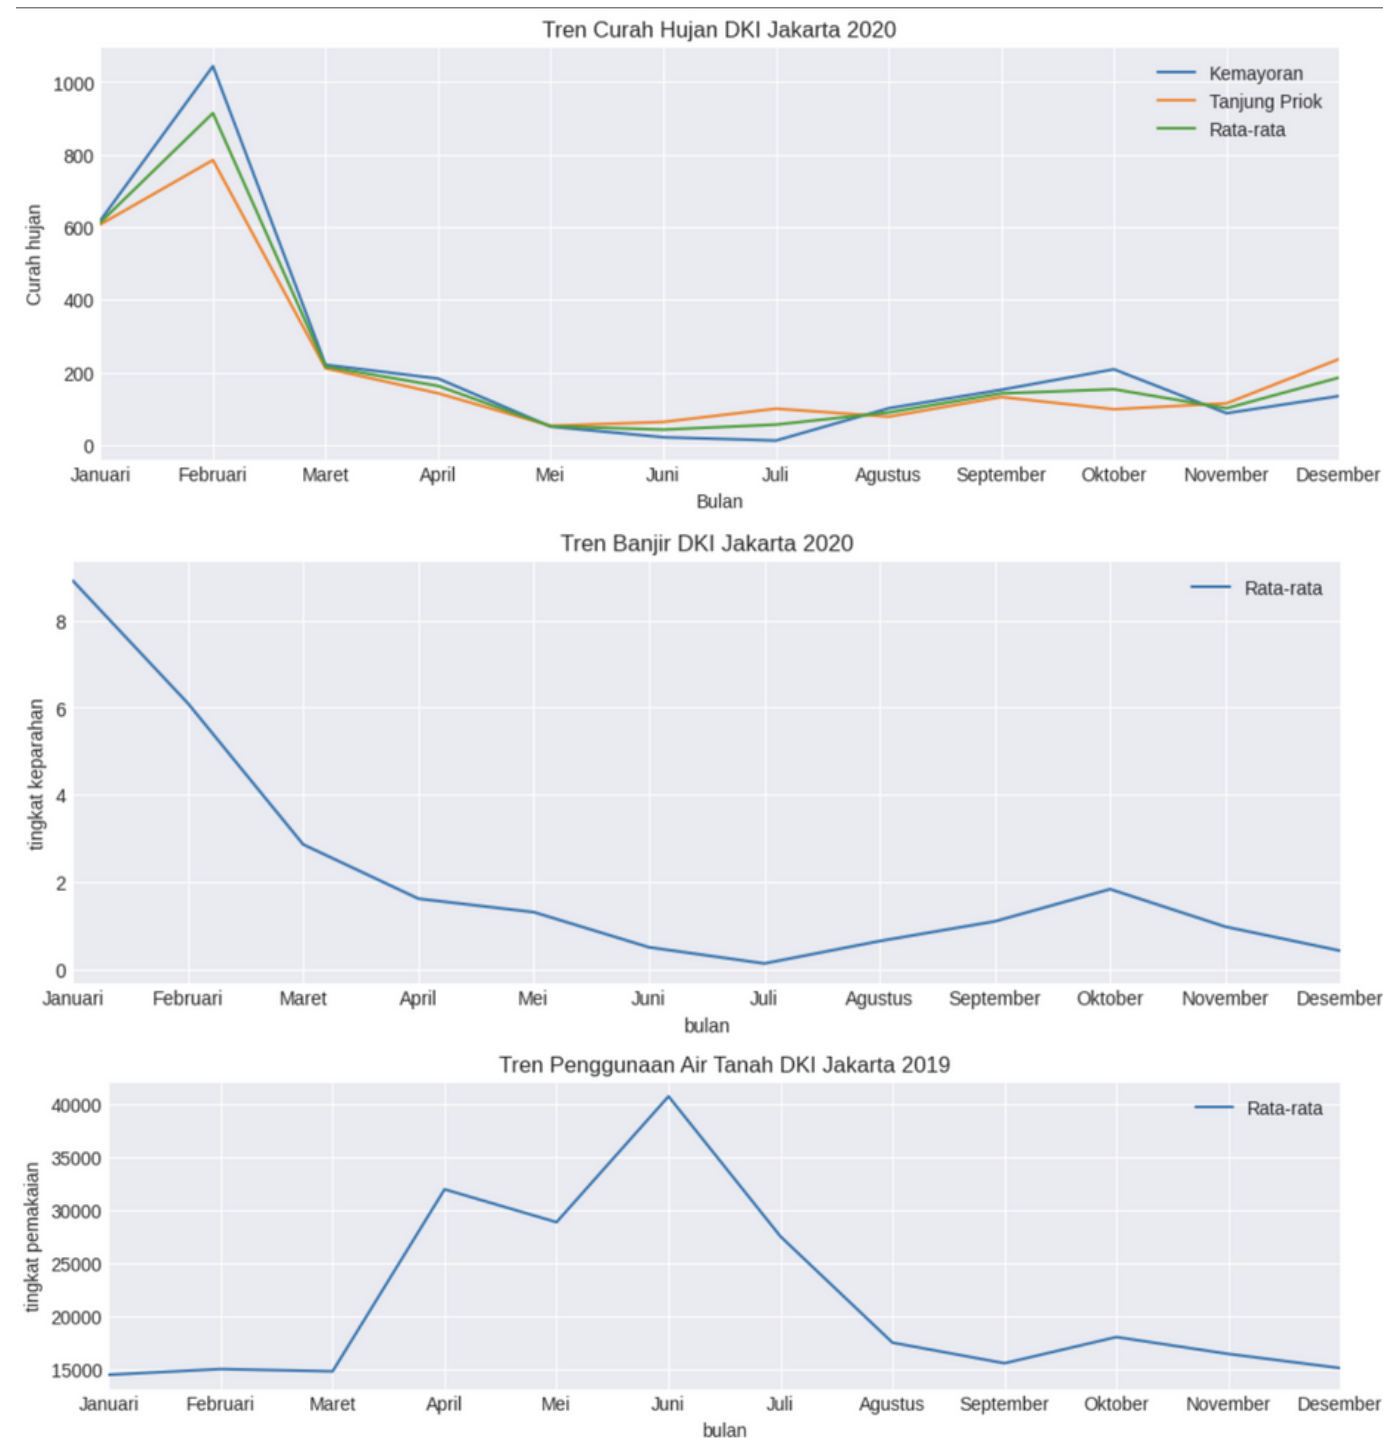 Tren Curah Hujan DKI Jakarta 2020
Kemayoran
Tanjung Priok
Rata-rata
Curah hujan
1000
800
600
400
200
0
Januari Februari Maret April Mei Juni Juli Agustus September Oktober November Desember
Bulan
Tren Banjir DKI Jakarta 2020
Rata-rata
tingkat keparahan
8
6
4
2
0
Januari Februari Maret April Mei Juni Juli Agustus September Oktober November Desember
bulan
Tren Penggunaan Air Tanah DKI Jakarta 2019
Rata-rata
tingkat pemakaian
40000
35000
30000
25000
20000
15000
Januari Februari Maret April Mei Juni Juli Agustus September Oktober November Desember
bulan